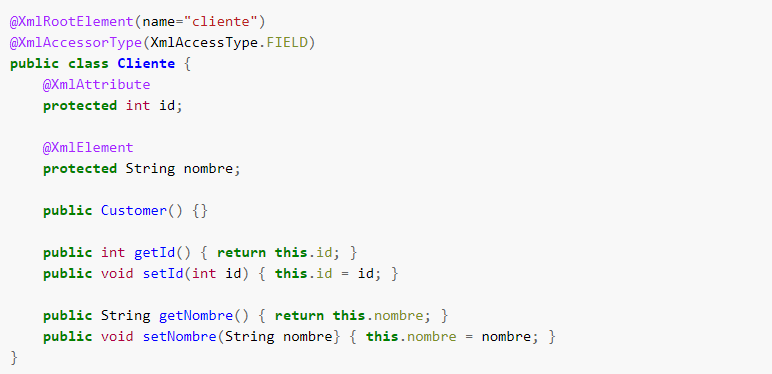 @XmlRootElement(name="cliente")
@XmlAccessorType(XmlAccessType.FIELD)
public class Cliente {
    @XmlAttribute
    protected int id;

    @XmlElement
    protected String nombre;

    public Customer() {}

    public int getId() { return this.id; }
    public void setId(int id) { this.id = id; }

    public String getNombre() { return this.nombre; }
    public void setNombre(String nombre} { this.nombre = nombre; }
}